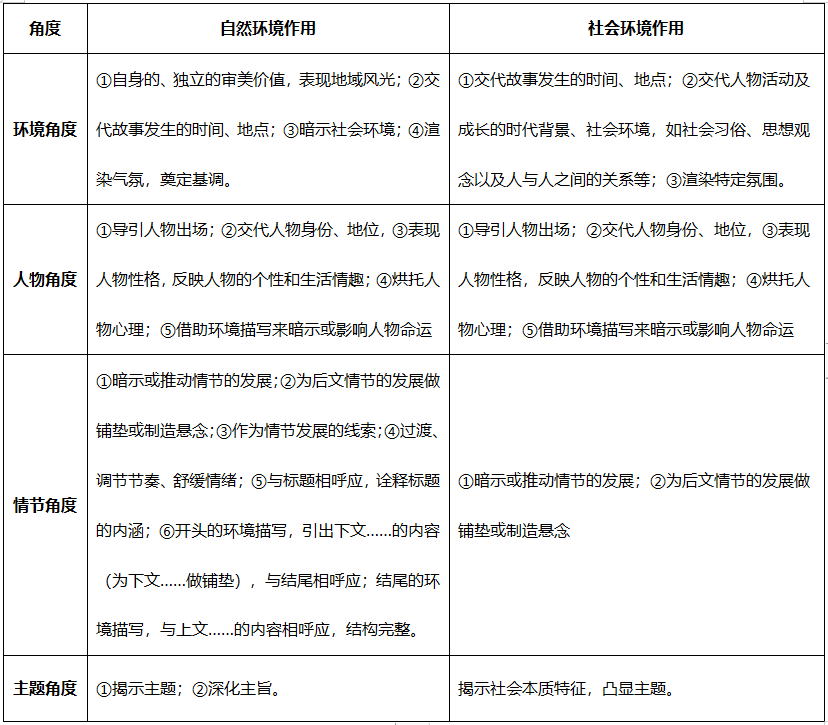 角度 自然环境作用 社会环境作用
环境角度
①自身的、独立的审美价值，表现地域风光；②交
代故事发生的时间、地点；③暗示社会环境；④渲
染气氛，奠定基调。
①交代故事发生的时间、地点；②交代人物活动及
成长的时代背景、社会环境，如社会习俗、思想观
念以及人与人之间的关系等；③渲染特定氛围。
人物角度
①导引人物出场；②交代人物身份、地位，③表现
人物性格，反映人物的个性和生活情趣；④烘托人
物心理；⑤借助环境描写来暗示或影响人物命运
①导引人物出场；②交代人物身份、地位，③表现
人物性格，反映人物的个性和生活情趣；④烘托人
物心理；⑤借助环境描写来暗示或影响人物命运
情节角度
①暗示或推动情节的发展；②为后文情节的发展做
铺垫或制造悬念；③作为情节发展的线索；④过渡、
调节节奏、舒缓情绪；⑤与标题相呼应，诠释标题
的内涵；⑥开头的环境描写，引出下文……的内容
（为下文……做铺垫），与结尾相呼应；结尾的环
境描写，与上文……的内容相呼应，结构完整。
①暗示或推动情节的发展；②为后文情节的发展做
铺垫或制造悬念
主题角度
①揭示主题；②深化主旨。
揭示社会本质特征，凸显主题。